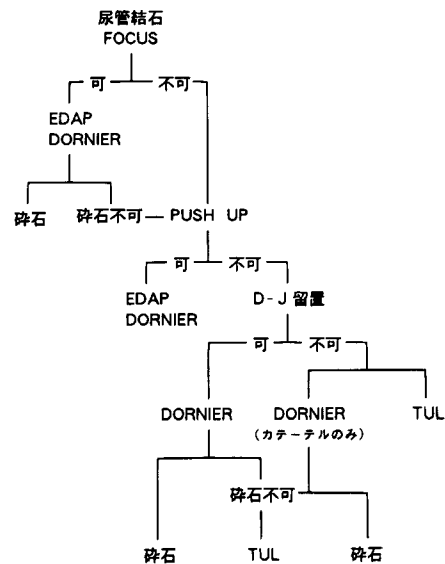 尿管結石
FOCUS
可 不可
EDAP
DORNIER
砕石 砕石不可 PUSH UP
可 不可
EDAP
DORNIER
D-J 留置
可 不可
DORNIER
DORNIER
(カテーテルのみ)
TUL
砕石不可
砕石 TUL 砕石